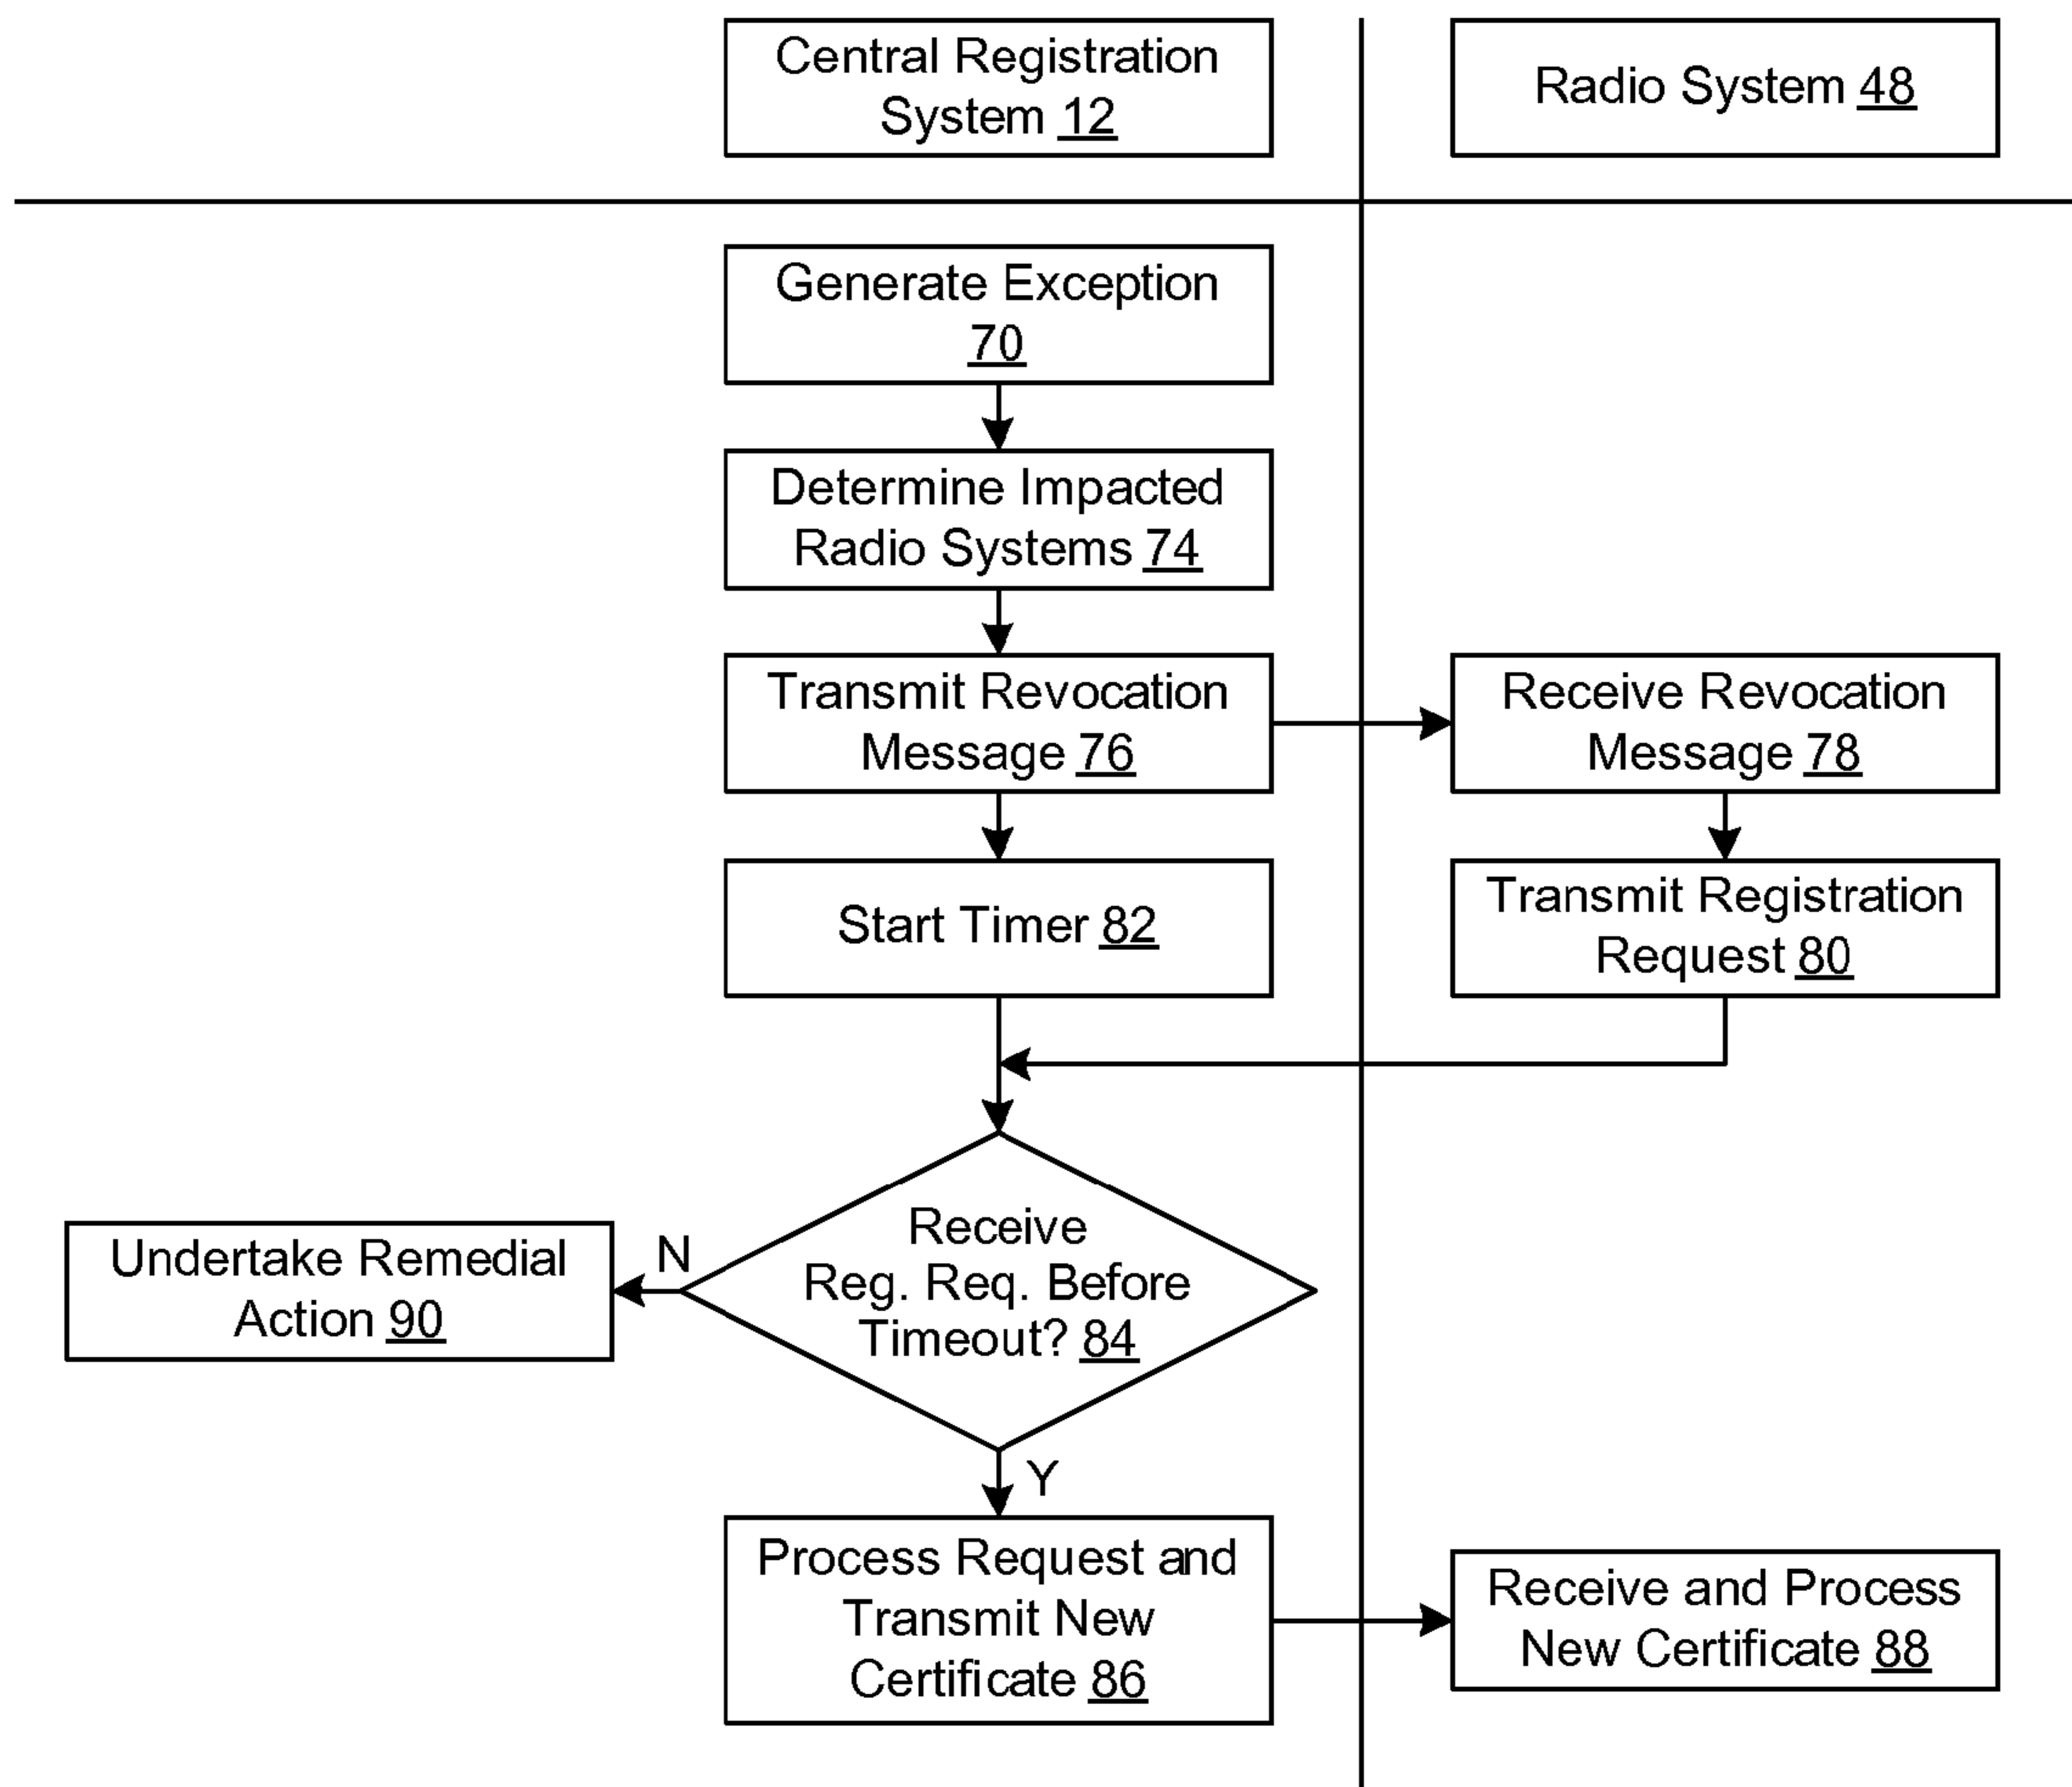 Central Registration
System 12
Radio System 48
Generate Exception
70
Determine Impacted
Radio Systems 74
Transmit Revocation
Message 76
Receive Revocation
Message 78
Start Timer 82
Transmit Registration
Request 80
Receive
Reg. Req. Before
Timeout? 84
N
Undertake Remedial
Action 90
Y
Process Request and
Transmit New
Certificate 86
Receive and Process
New Certificate 88